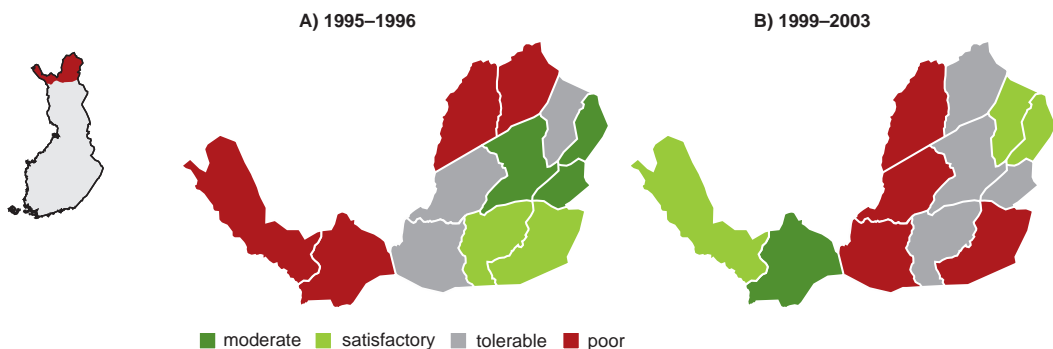 A) 1995–1996
B) 1999–2003
moderate satisfactory tolerable poor